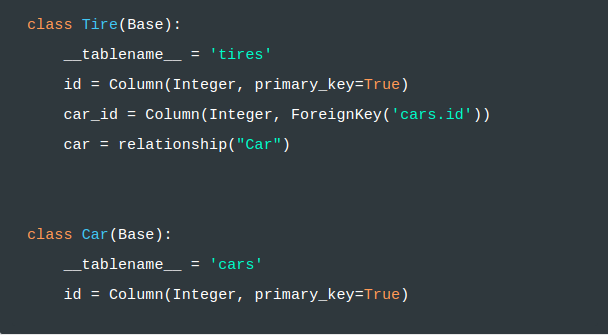 class Tire(Base):
    __tablename__ = 'tires'
    id = Column(Integer, primary_key=True)
    car_id = Column(Integer, ForeignKey('cars.id'))
    car = relationship("Car")
class Car(Base):
    __tablename__ = 'cars'
    id = Column(Integer, primary_key=True)